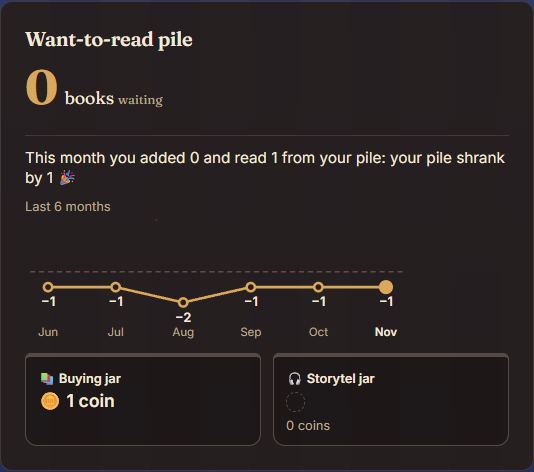 Want-to-read pile
0 books waiting
This month you added 0 and read 1 from your pile: your pile shrank
by 1 🎉
Last 6 months
−1 −1 −2 −1 −1 −1
Jun Jul Aug Sep Oct Nov
📚 Buying jar
🪙 1 coin
🎧 Storytel jar
0 coins